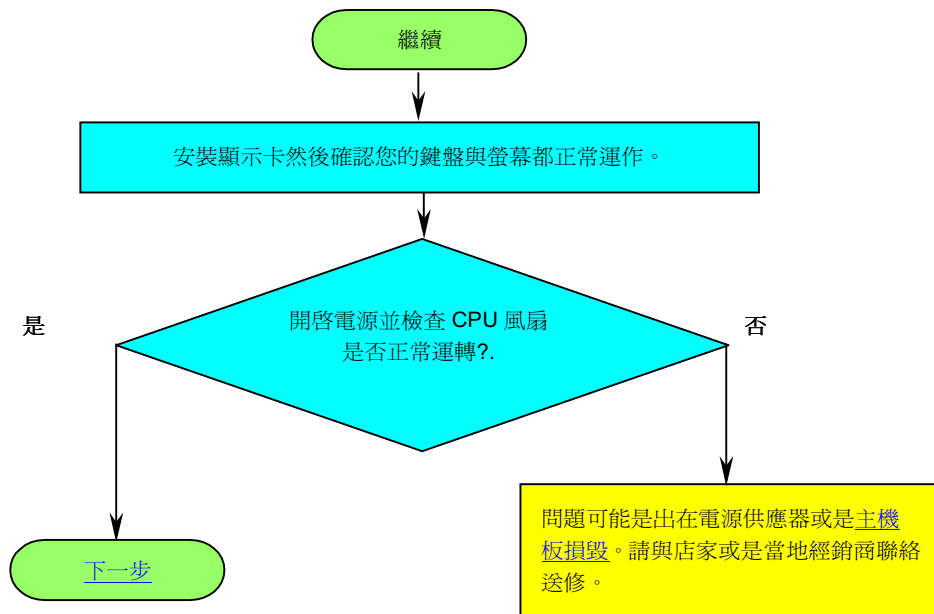 繼續
安裝顯示卡然後確認您的鍵盤與螢幕都正常運作。
是
開啓電源並檢查 CPU 風扇
是否正常運轉?.
否
問題可能是出在電源供應器或是主機
板損毀。請與店家或是當地經銷商聯絡
送修。
下一步